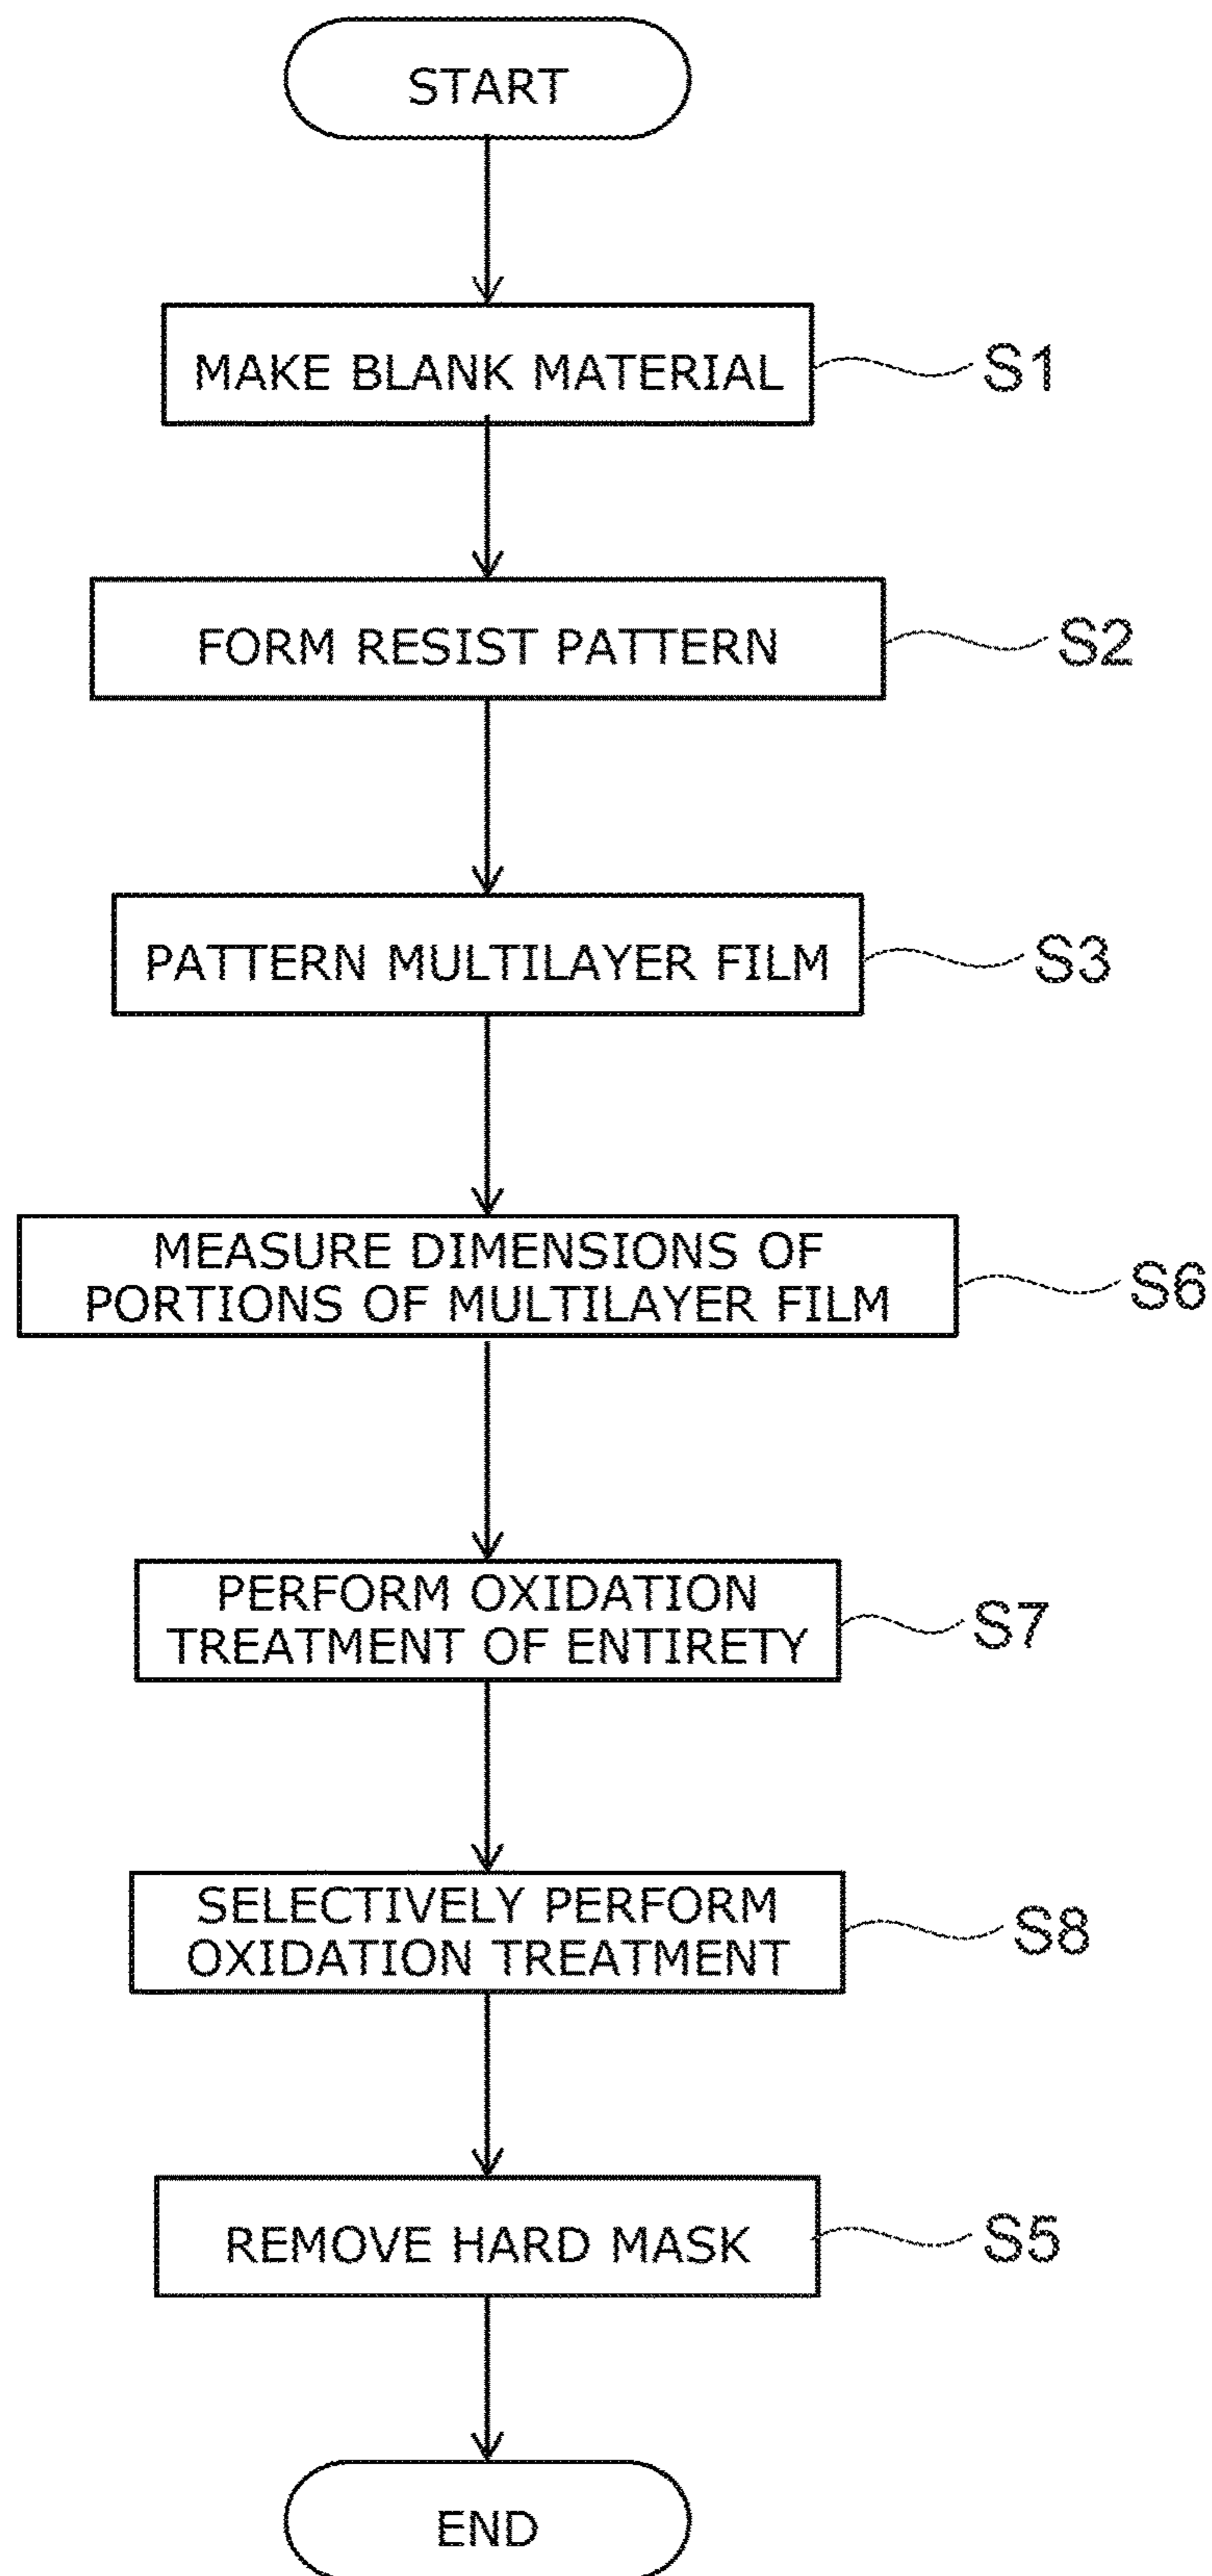 START
MAKE BLANK MATERIAL
S1
FORM RESIST PATTERN
S2
PATTERN MULTILAYER FILM
S3
MEASURE DIMENSIONS OF
PORTIONS OF MULTILAYER FILM
S6
PERFORM OXIDATION
TREATMENT OF ENTIRETY
S7
SELECTIVELY PERFORM
OXIDATION TREATMENT
S8
REMOVE HARD MASK
S5
END